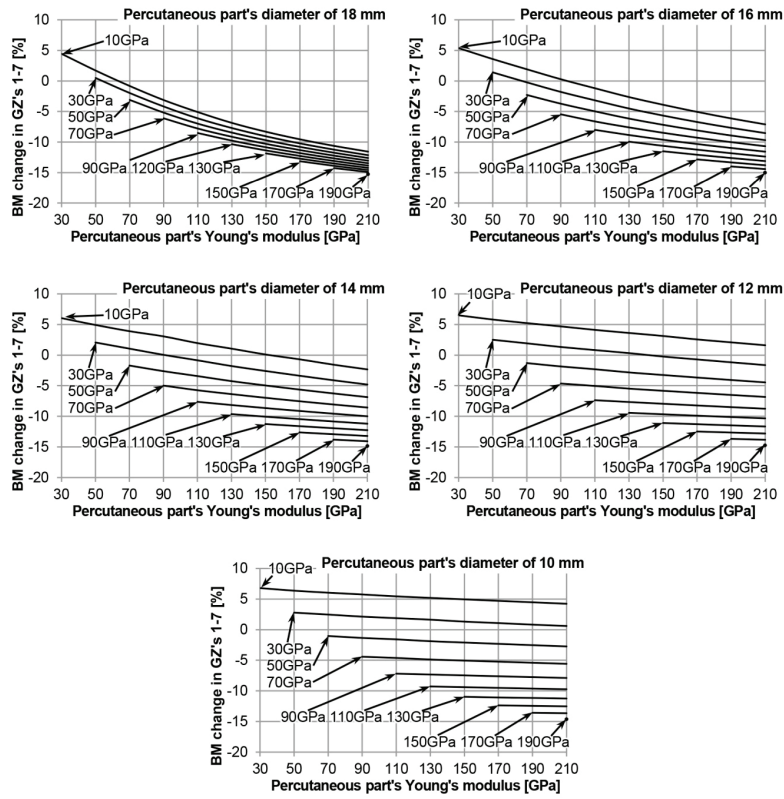 Percutaneous part's diameter of 18 mm
BM change in GZ's 1-7 [%]
10
5
0
-5
-10
-15
-20
10GPa
30GPa
50GPa
70GPa
90GPa 120GPa 130GPa
150GPa 170GPa 190GPa
30 50 70 90 110 130 150 170 190 210
Percutaneous part's Young's modulus [GPa]
Percutaneous part's diameter of 16 mm
BM change in GZ's 1-7 [%]
10
5
0
-5
-10
-15
-20
10GPa
30GPa
50GPa
70GPa
90GPa 110GPa 130GPa
150GPa 170GPa 190GPa
30 50 70 90 110 130 150 170 190 210
Percutaneous part's Young's modulus [GPa]
Percutaneous part's diameter of 14 mm
BM change in GZ's 1-7 [%]
10
5
0
-5
-10
-15
-20
10GPa
30GPa
50GPa
70GPa
90GPa 110GPa 130GPa
150GPa 170GPa 190GPa
30 50 70 90 110 130 150 170 190 210
Percutaneous part's Young's modulus [GPa]
Percutaneous part's diameter of 12 mm
BM change in GZ's 1-7 [%]
10
5
0
-5
-10
-15
-20
10GPa
30GPa
50GPa
70GPa
90GPa 110GPa 130GPa
150GPa 170GPa 190GPa
30 50 70 90 110 130 150 170 190 210
Percutaneous part's Young's modulus [GPa]
Percutaneous part's diameter of 10 mm
BM change in GZ's 1-7 [%]
10
5
0
-5
-10
-15
-20
10GPa
30GPa
50GPa
70GPa
90GPa 110GPa 130GPa
150GPa 170GPa 190GPa
30 50 70 90 110 130 150 170 190 210
Percutaneous part's Young's modulus [GPa]